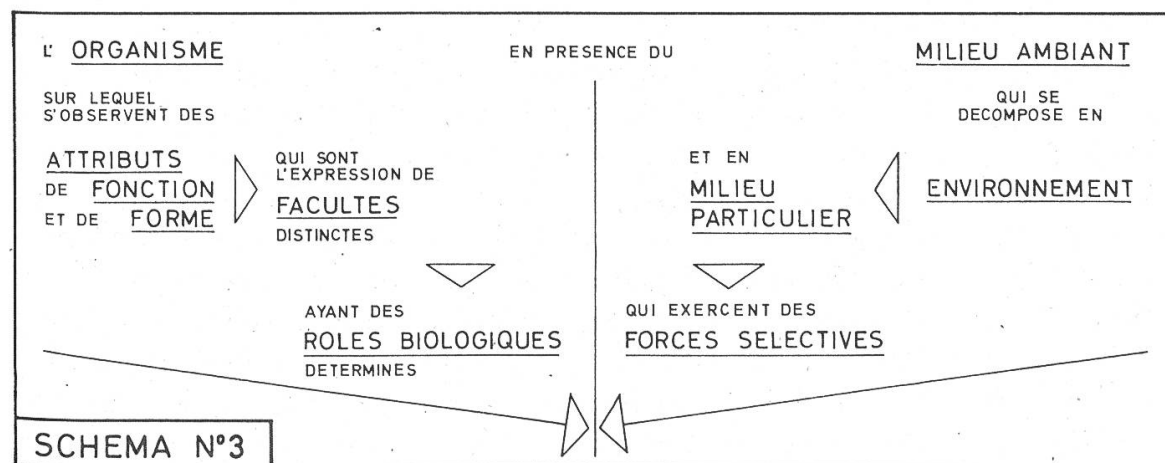 L' ORGANISME
SUR LEQUEL
S'OBSERVENT DES
ATTRIBUTS
DE FONCTION
ET DE FORME
QUI SONT
L'EXPRESSION DE
FACULTES
DISTINCTES
AYANT DES
ROLES BIOLOGIQUES
DETERMINES
EN PRESENCE DU
MILIEU AMBIANT
QUI SE
DECOMPOSE EN
ENVIRONNEMENT
ET EN
MILIEU
PARTICULIER
QUI EXERCENT DES
FORCES SELECTIVES
SCHEMA N°3